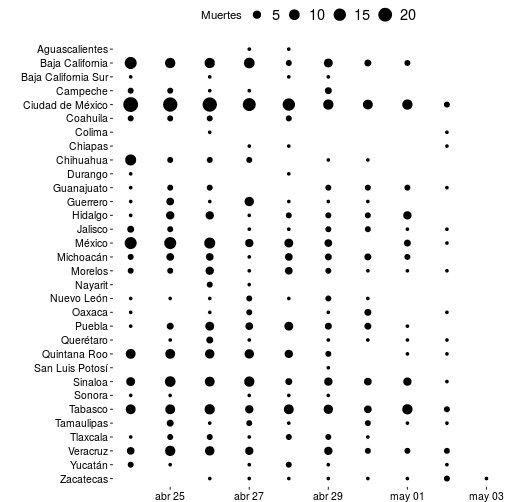 Muertes 5 10 15 20
Aguascalientes
Baja California
Baja California Sur
Campeche
Ciudad de México
Coahuila
Colima
Chiapas
Chihuahua
Durango
Guanajuato
Guerrero
Hidalgo
Jalisco
México
Michoacán
Morelos
Nayarit
Nuevo León
Oaxaca
Puebla
Querétaro
Quintana Roo
San Luis Potosí
Sinaloa
Sonora
Tabasco
Tamaulipas
Tlaxcala
Veracruz
Yucatán
Zacatecas
abr 25 abr 27 abr 29 may 01 may 03